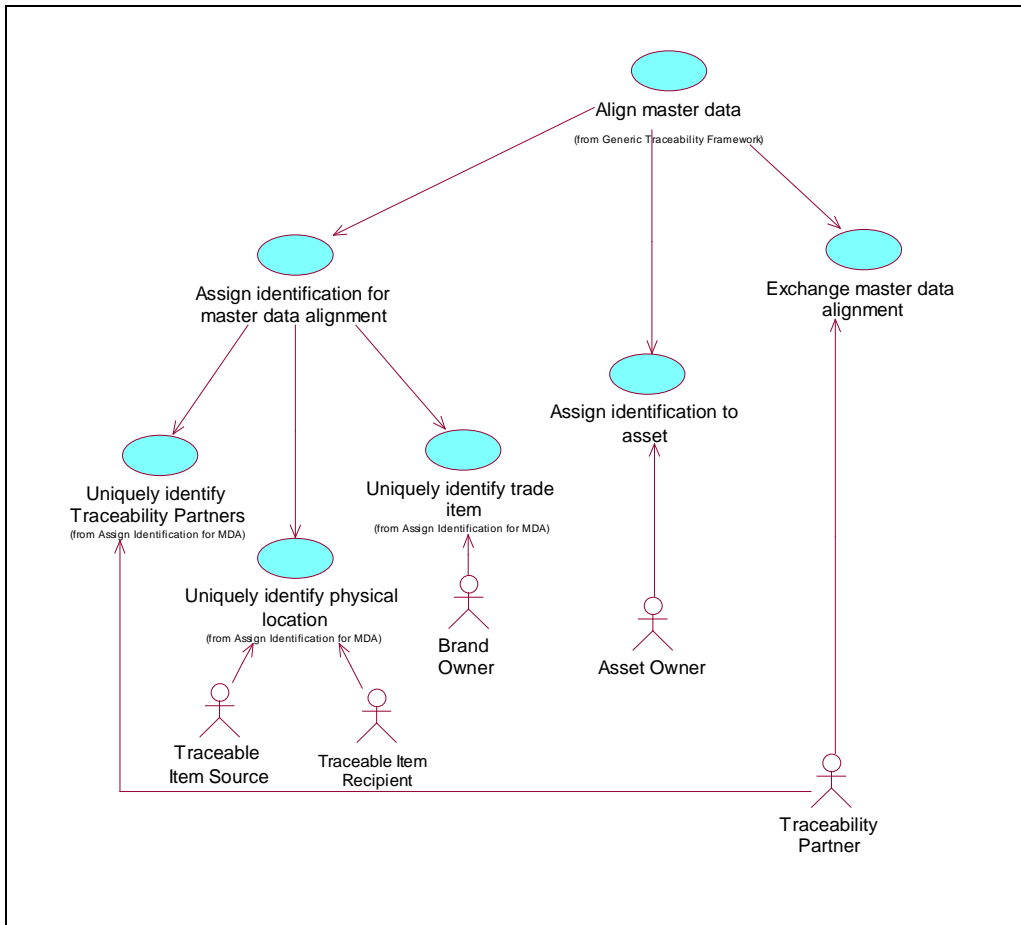 Align master data
(from Generic Traceability Framework)
Assign identification for
master data alignment
Exchange master data
alignment
Assign identification to
asset
Uniquely identify
Traceability Partners
(from Assign Identification for MDA)
Uniquely identify trade
item
(from Assign Identification for MDA)
Uniquely identify physical
location
(from Assign Identification for MDA)
Brand
Owner
Asset Owner
Traceable
Item Source
Traceable Item
Recipient
Traceability
Partner